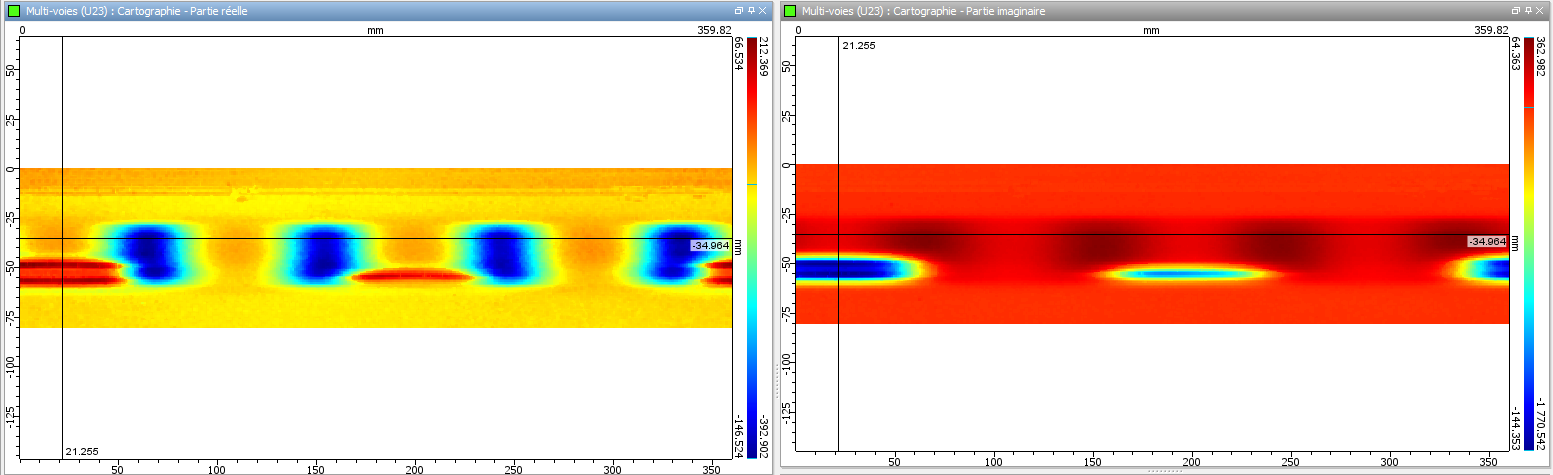 Multi-voies (U23) : Cartographie - Partie réelle
0 mm 359.82
66.534 212.369
50
25
0
-25
-34.964 mm
-50
-75
-100
-125
-146.524 -392.902
21.255
50 100 150 200 250 300 350
Multi-voies (U23) : Cartographie - Partie imaginaire
0 mm 359.82
21.255
64.363 362.982
50
25
0
-25
-34.964 mm
-50
-75
-100
-125
-144.353 -1 770.542
50 100 150 200 250 300 350